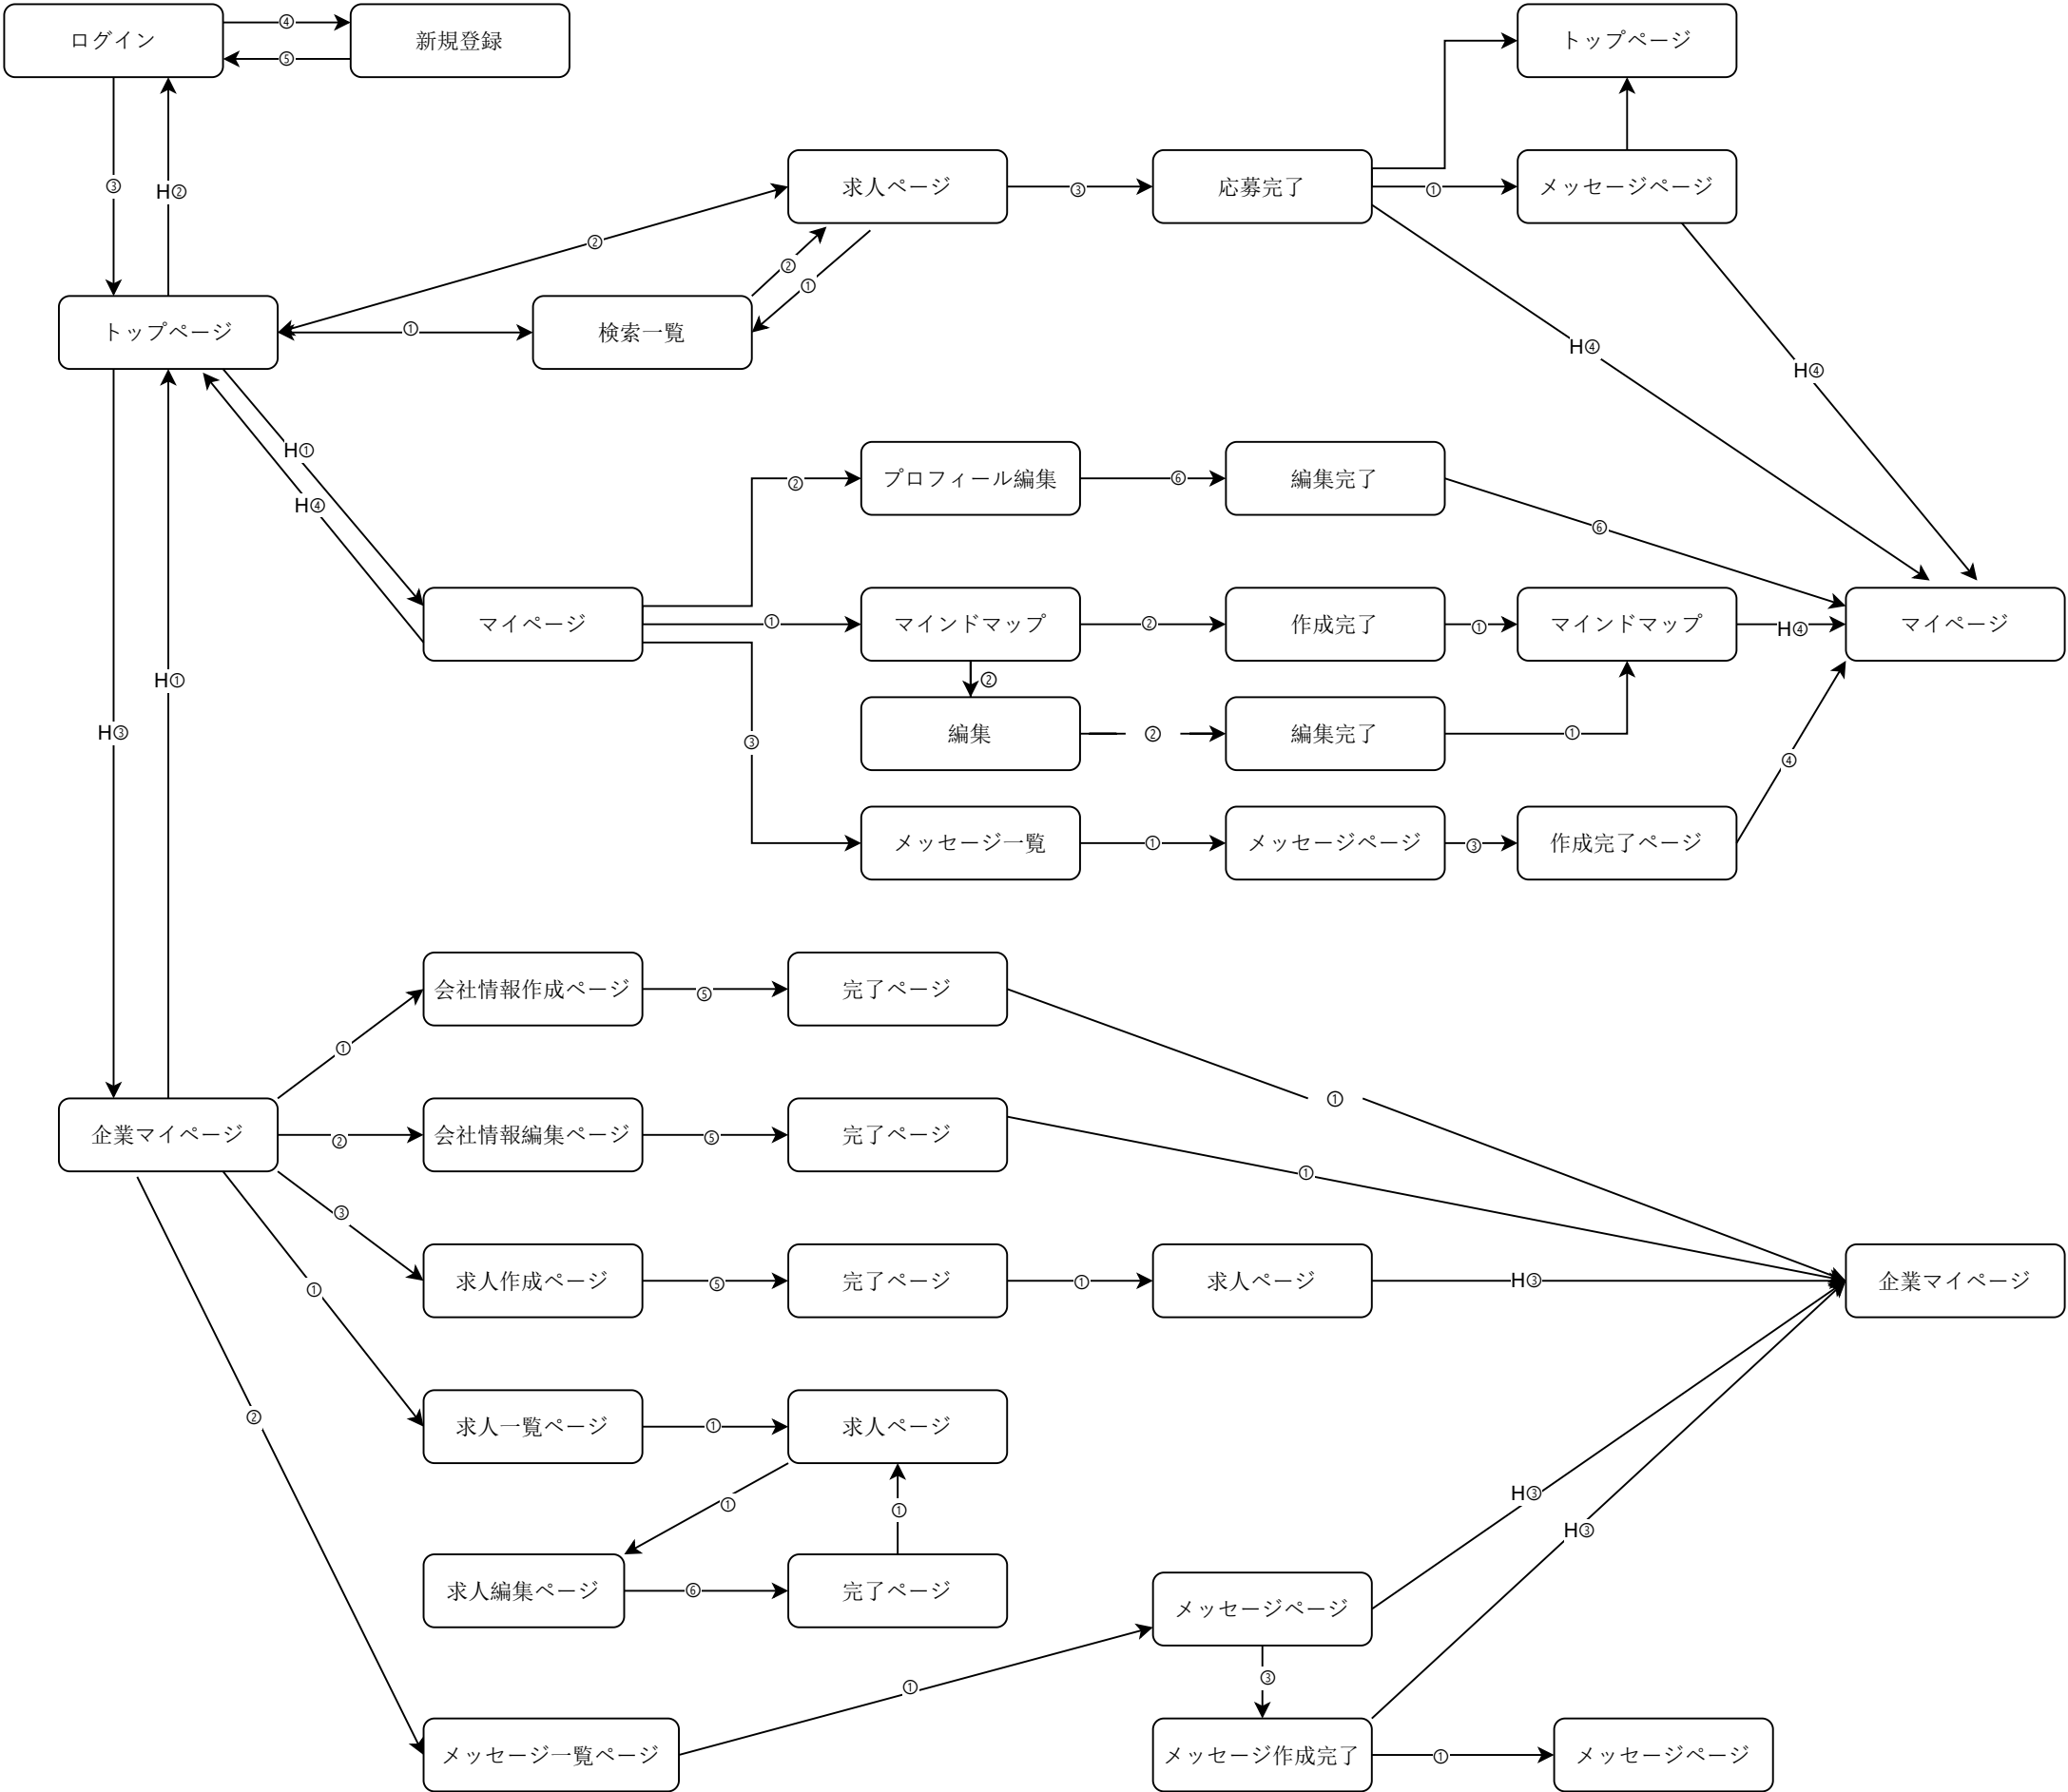 ログイン
④
新規登録
⑤
トップページ
③
H②
求人ページ
③
応募完了
①
メッセージページ
②
②
①
トップページ
①
検索一覧
H④
H④
H①
H④
②
プロフィール編集
⑥
編集完了
⑥
マイページ
①
マインドマップ
②
作成完了
①
マインドマップ
H④
マイページ
②
H①
H③
③
編集
②
編集完了
①
④
メッセージ一覧
①
メッセージページ
③
作成完了ページ
会社情報作成ページ
⑤
完了ページ
①
①
企業マイページ
②
会社情報編集ページ
⑤
完了ページ
①
③
求人作成ページ
⑤
完了ページ
①
求人ページ
H③
企業マイページ
①
②
求人一覧ページ
①
求人ページ
①
①
H③
H③
求人編集ページ
⑥
完了ページ
メッセージページ
①
③
メッセージ一覧ページ
メッセージ作成完了
①
メッセージページ